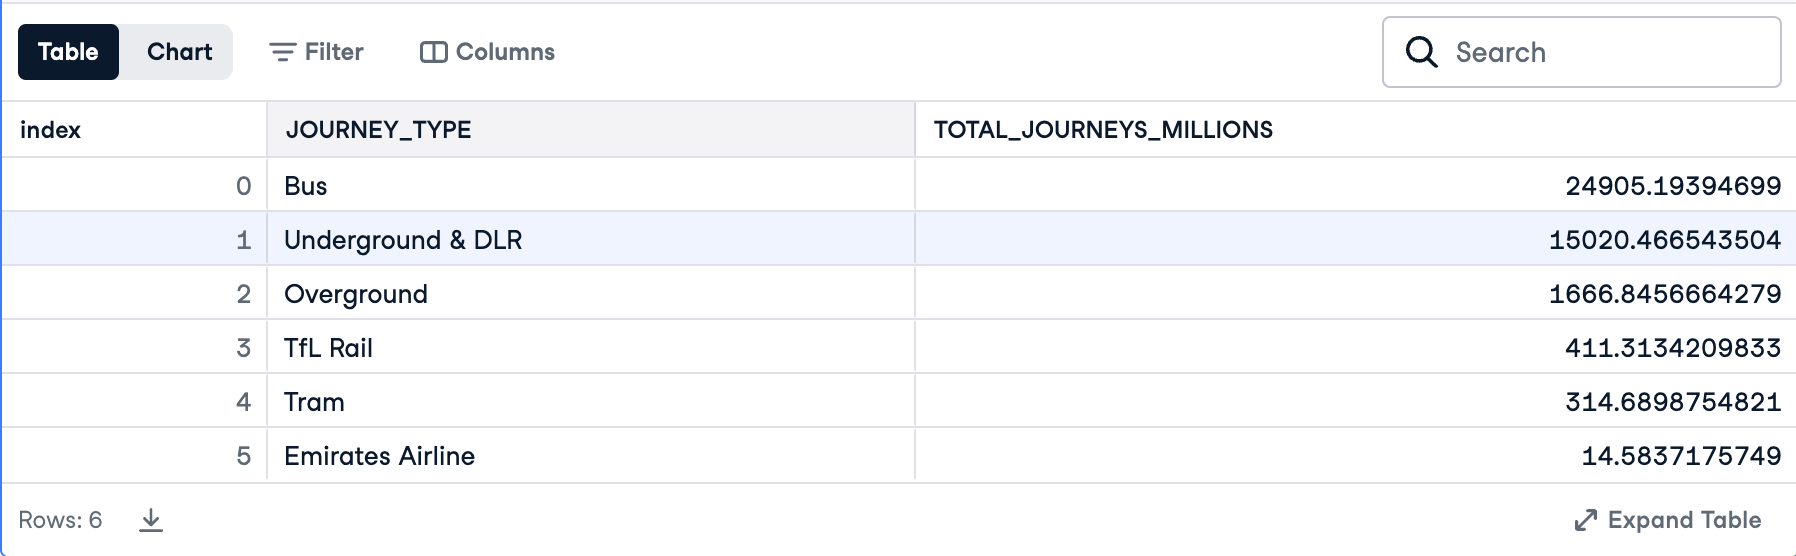 Table Chart Filter Columns Search
index JOURNEY_TYPE TOTAL_JOURNEYS_MILLIONS
0 Bus 24905.19394699
1 Underground & DLR 15020.466543504
2 Overground 1666.8456664279
3 TfL Rail 411.3134209833
4 Tram 314.6898754821
5 Emirates Airline 14.5837175749
Rows: 6 Expand Table